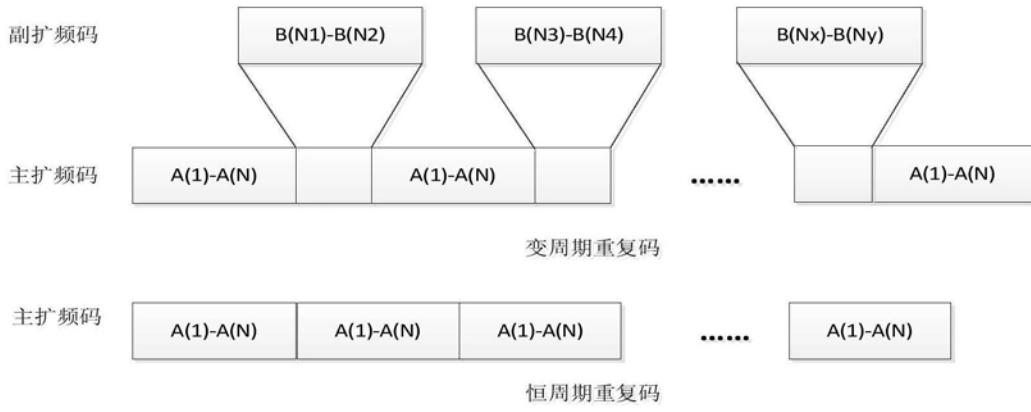 副扩频码
B(N1)-B(N2) B(N3)-B(N4) B(Nx)-B(Ny)
主扩频码
A(1)-A(N) A(1)-A(N) …… A(1)-A(N)
变周期重复码
主扩频码
A(1)-A(N) A(1)-A(N) A(1)-A(N) …… A(1)-A(N)
恒周期重复码